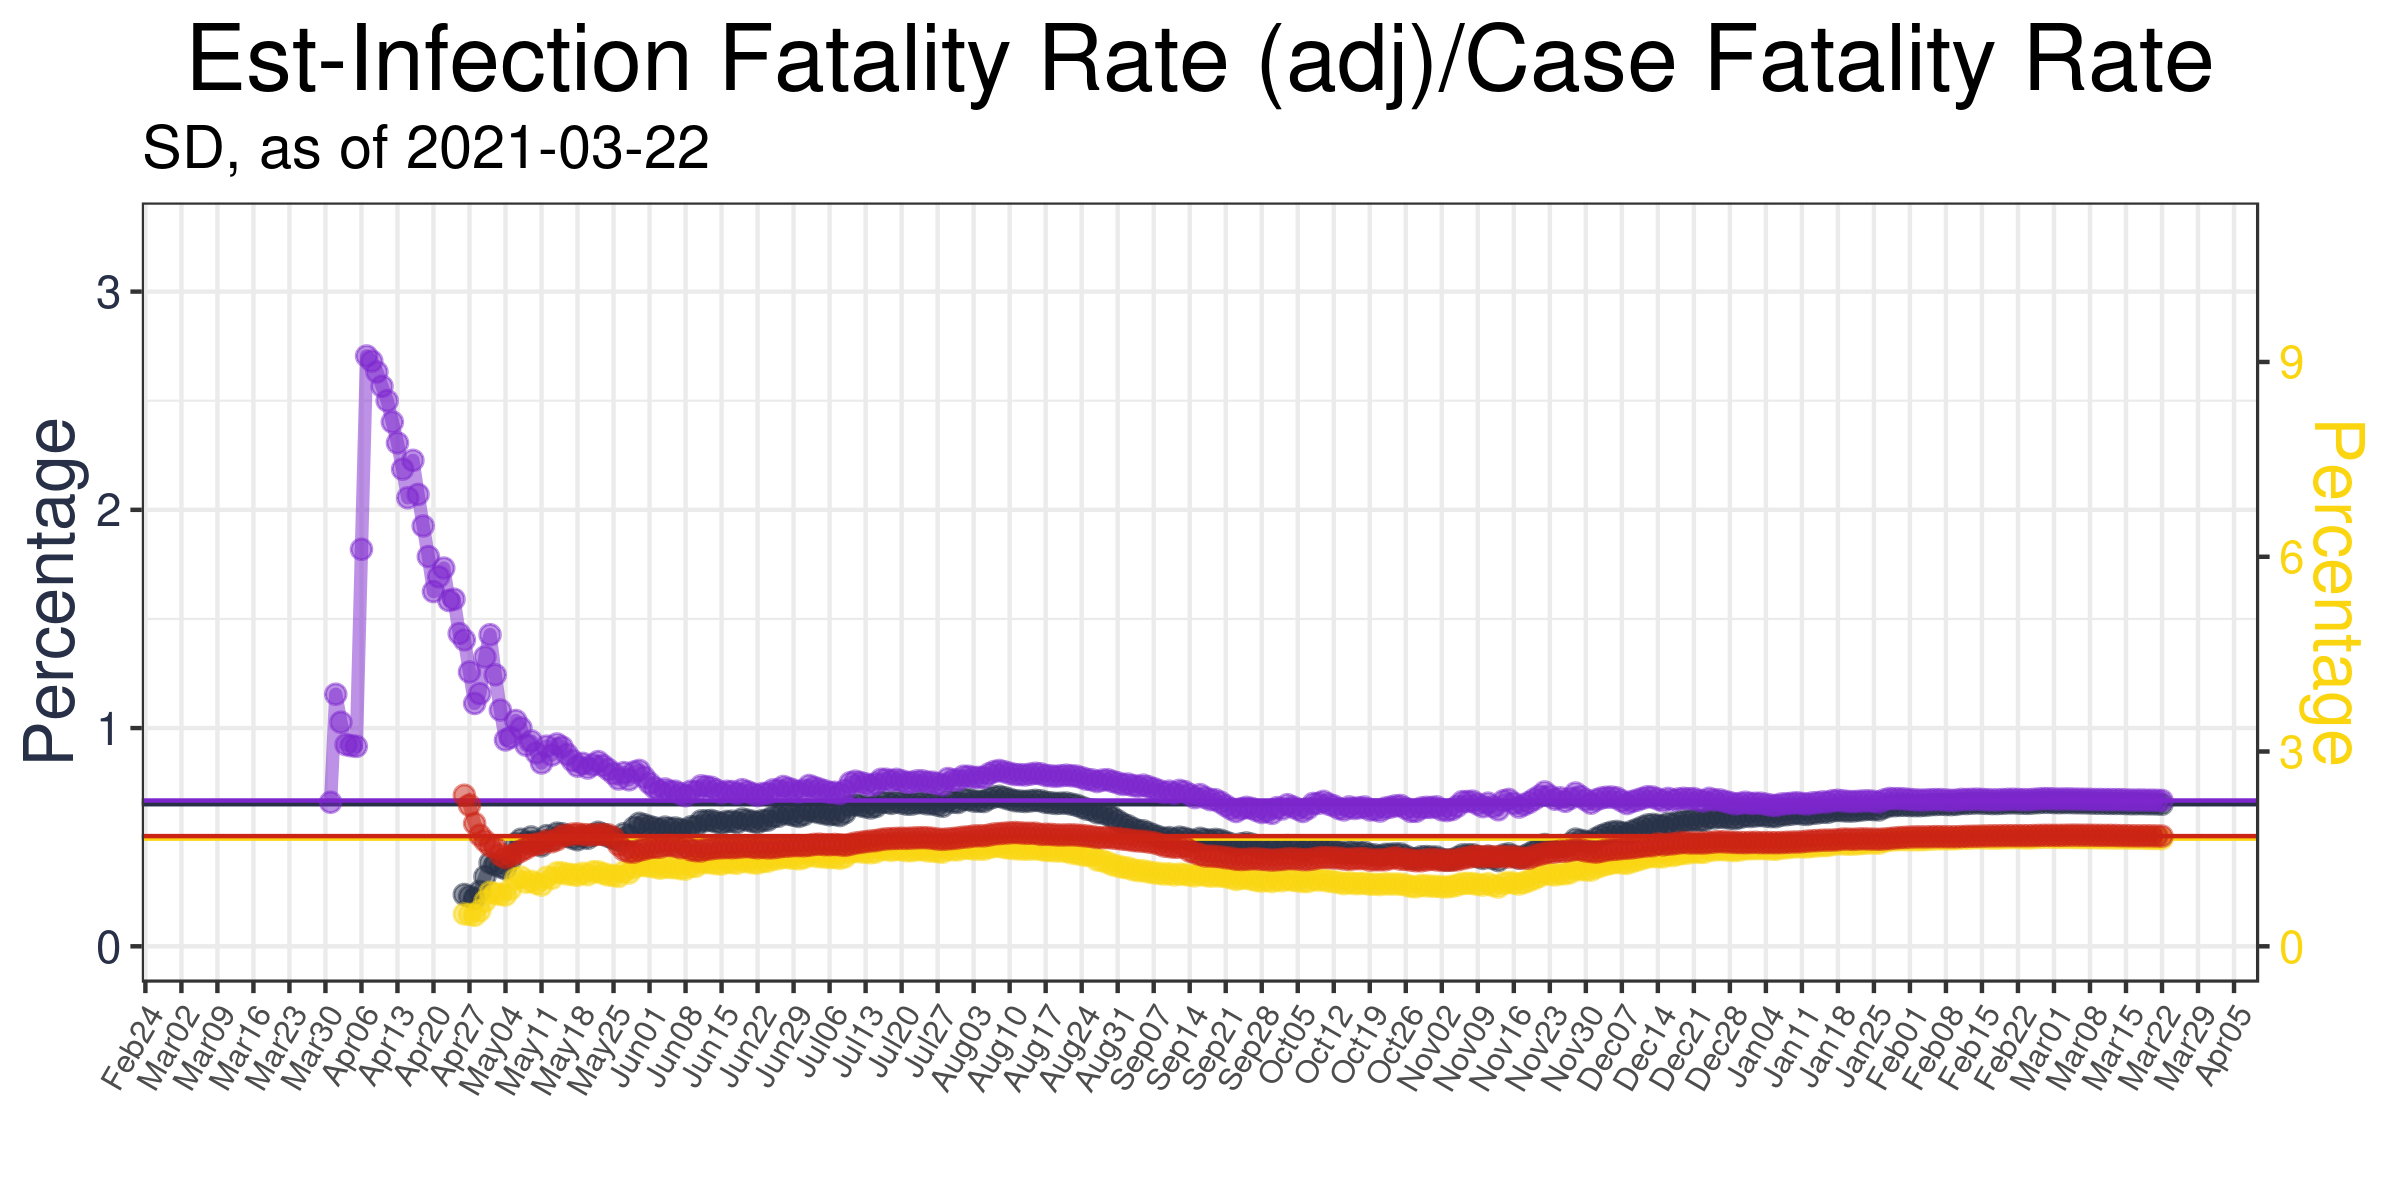 Est-Infection Fatality Rate (adj)/Case Fatality Rate
SD, as of 2021-03-22
Percentage
3
2
1
0
9
6
3
0
Percentage
Feb24
Mar02
Mar09
Mar16
Mar23
Mar30
Apr06
Apr13
Apr20
Apr27
May04
May11
May18
May25
Jun01
Jun08
Jun15
Jun22
Jun29
Jul06
Jul13
Jul20
Jul27
Aug03
Aug10
Aug17
Aug24
Aug31
Sep07
Sep14
Sep21
Sep28
Oct05
Oct12
Oct19
Oct26
Nov02
Nov09
Nov16
Nov23
Nov30
Dec07
Dec14
Dec21
Dec28
Jan04
Jan11
Jan18
Jan25
Feb01
Feb08
Feb15
Feb22
Mar01
Mar08
Mar15
Mar22
Mar29
Apr05